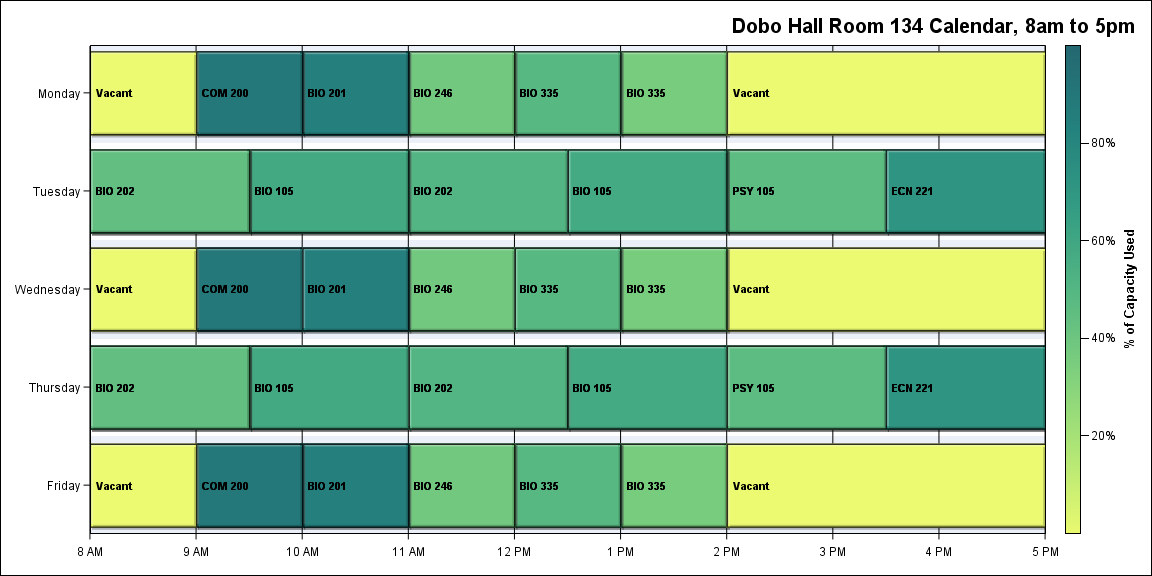 Dobo Hall Room 134 Calendar, 8am to 5pm
Monday Vacant COM 200 BIO 201 BIO 246 BIO 335 BIO 335 Vacant
80%
Tuesday BIO 202 BIO 105 BIO 202 BIO 105 PSY 105 ECN 221
60%
% of Capacity Used
Wednesday Vacant COM 200 BIO 201 BIO 246 BIO 335 BIO 335 Vacant
40%
Thursday BIO 202 BIO 105 BIO 202 BIO 105 PSY 105 ECN 221
20%
Friday Vacant COM 200 BIO 201 BIO 246 BIO 335 BIO 335 Vacant
8 AM 9 AM 10 AM 11 AM 12 PM 1 PM 2 PM 3 PM 4 PM 5 PM